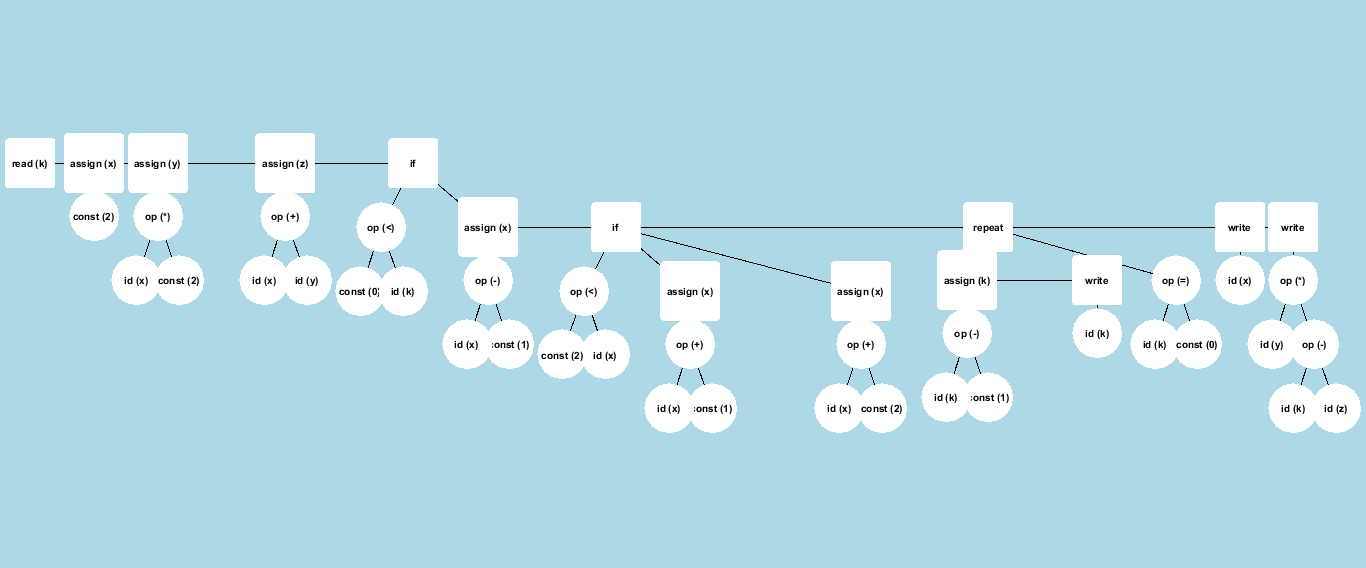 read (k)
assign (x)
assign (y)
assign (z)
if
const (2)
op (*)
op (+)
op (<)
assign (x)
if
repeat
write
write
id (x)
const (2)
id (x)
id (y)
const (0)
id (k)
op (-)
op (<)
assign (x)
assign (x)
assign (k)
write
op (=)
id (x)
op (*)
id (x)
const (1)
const (2)
id (x)
op (+)
op (+)
op (-)
id (k)
id (k)
const (0)
id (y)
op (-)
id (x)
const (1)
id (x)
const (2)
id (k)
const (1)
id (k)
id (z)